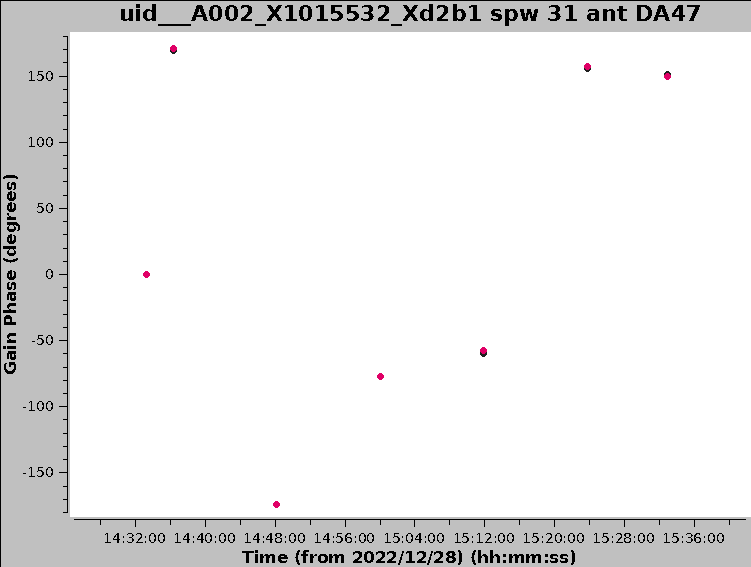 uid___A002_X1015532_Xd2b1 spw 31 ant DA47
Gain Phase (degrees)
150
100
50
0
-50
-100
-150
14:32:00 14:40:00 14:48:00 14:56:00 15:04:00 15:12:00 15:20:00 15:28:00 15:36:00
Time (from 2022/12/28) (hh:mm:ss)